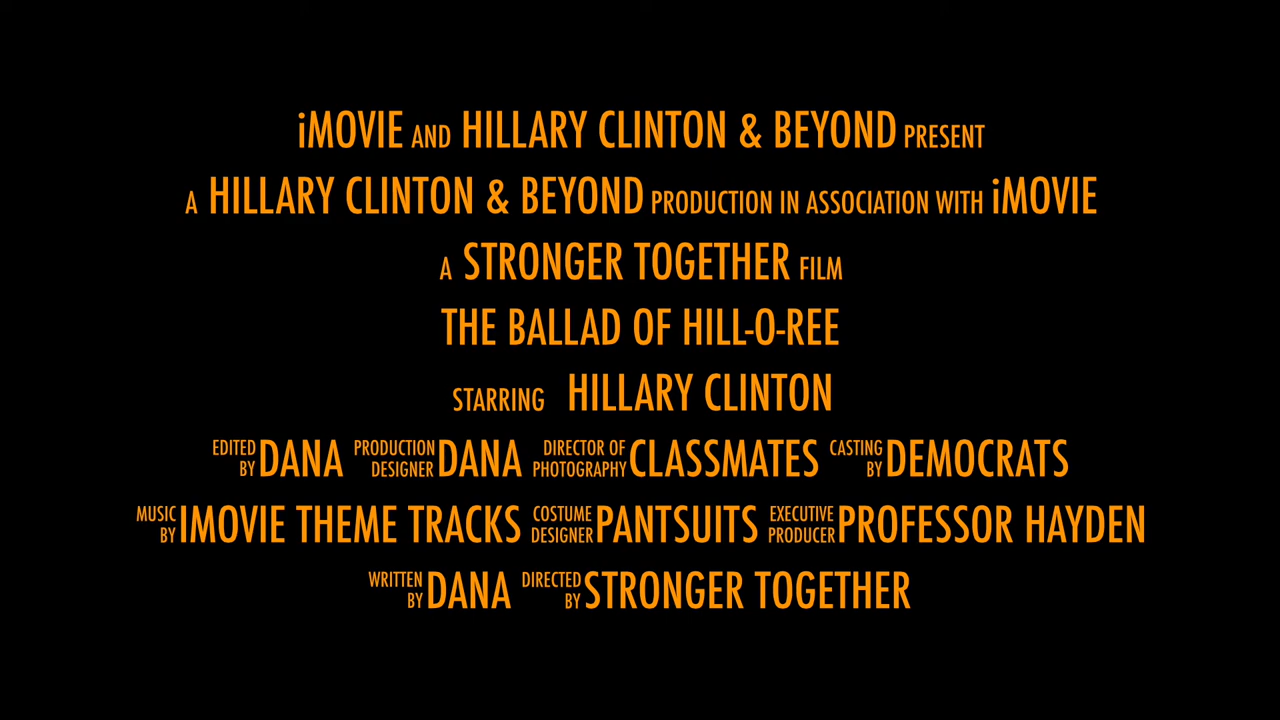 iMOVIE AND HILLARY CLINTON & BEYOND PRESENT
A HILLARY CLINTON & BEYOND PRODUCTION IN ASSOCIATION WITH iMOVIE
A STRONGER TOGETHER FILM
THE BALLAD OF HILL-O-REE
STARRING HILLARY CLINTON
EDITED BY DANA PRODUCTION DESIGNER DANA DIRECTOR OF PHOTOGRAPHY CLASSMATES CASTING BY DEMOCRATS
MUSIC BY IMOVIE THEME TRACKS COSTUME DESIGNER PANTSUITS EXECUTIVE PRODUCER PROFESSOR HAYDEN
WRITTEN BY DANA DIRECTED BY STRONGER TOGETHER